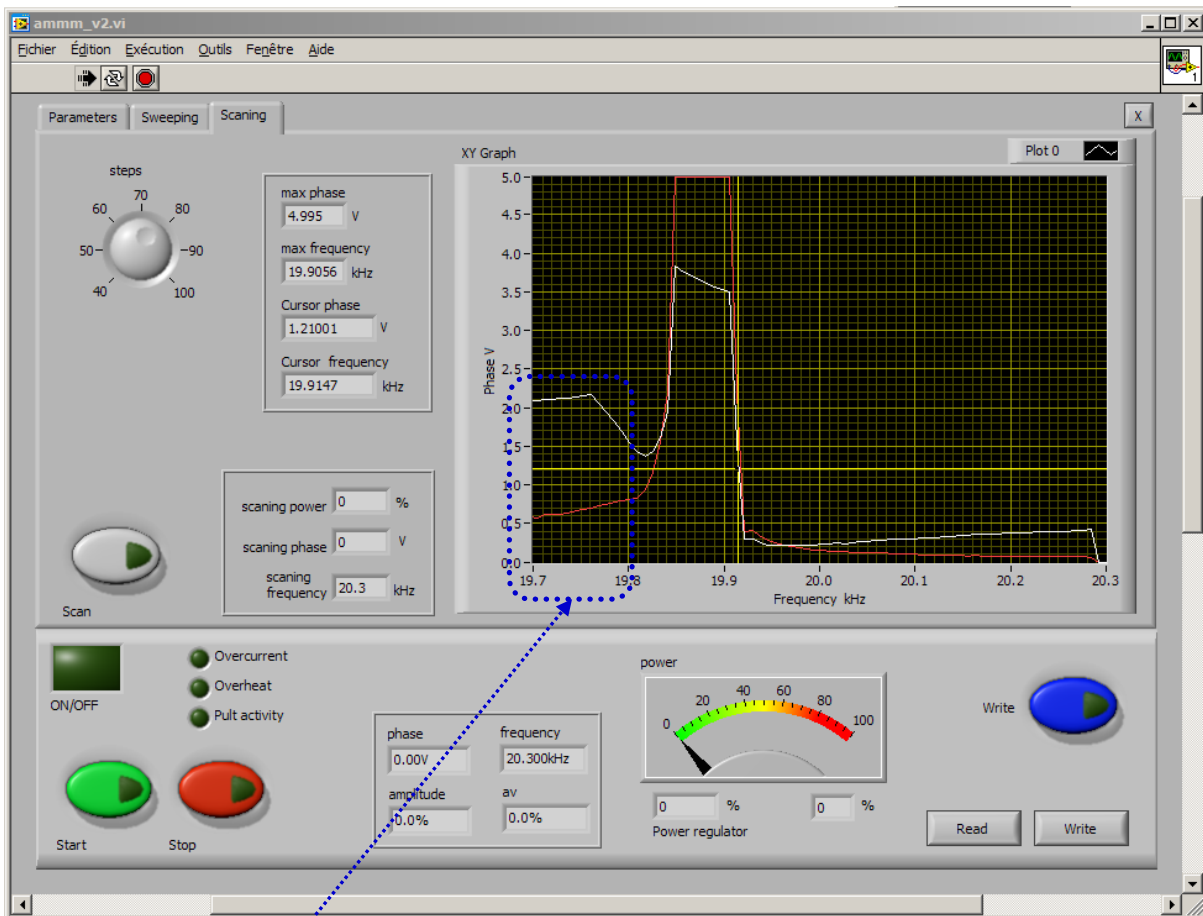 ammm_v2.vi
Fichier Édition Exécution Outils Fenêtre Aide
1
Parameters Sweeping Scaning X
steps
40 50 60 70 80 90 100
max phase
4.995 V
max frequency
19.9056 kHz
Cursor phase
1.21001 V
Cursor frequency
19.9147 kHz
XY Graph
Plot 0
Phase V
5.0
4.5
4.0
3.5
3.0
2.5
2.0
1.5
1.0
0.5
0.0
19.7 19.8 19.9 20.0 20.1 20.2 20.3
Frequency kHz
Scan
scaning power 0 %
scaning phase 0 V
scaning
frequency 20.3 kHz
ON/OFF
Overcurrent
Overheat
Pult activity
Start Stop
phase frequency
0.00V 20.300kHz
amplitude av
0.0% 0.0%
power
0 20 40 60 80 100
0 % 0 %
Power regulator
Write
Read Write